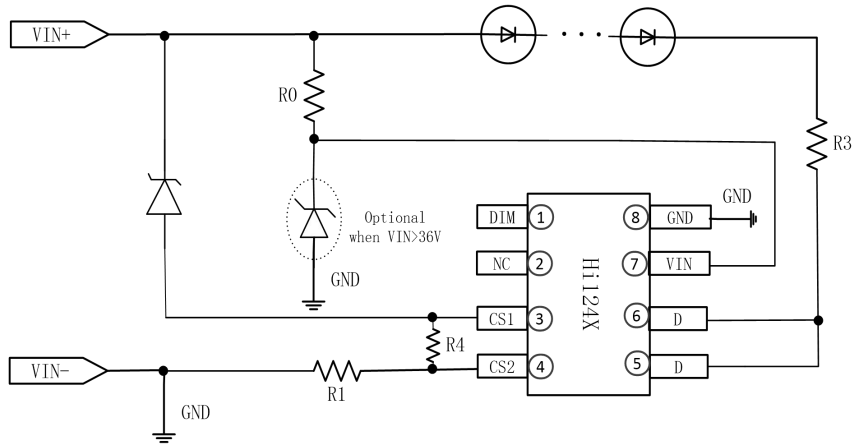 VIN+
R0
R3
Optional
when VIN>36V
GND
GND
DIM 1
8 GND
NC 2
7 VIN
Hi124X
CS1 3
6 D
R4
CS2 4
5 D
VIN-
R1
GND